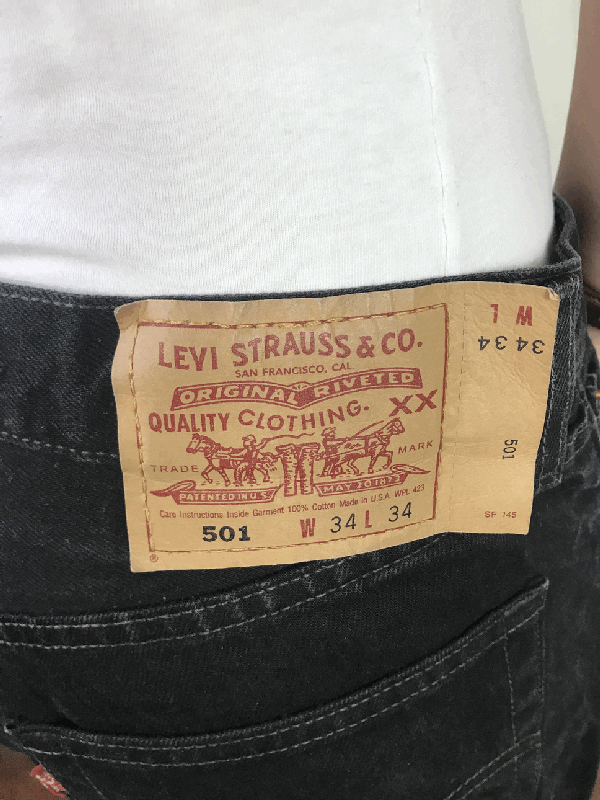 LEVI STRAUSS & CO.
SAN FRANCISCO, CAL
ORIGINAL RIVETED
QUALITY CLOTHING. XX
TRADE MARK
PATENTED IN U.S. MAY 20 1873
Care Instructions Inside Garment 100% Cotton Made in U.S.A. WPL 423
501 W 34 L 34
®
W L
34 34
501
SF 145